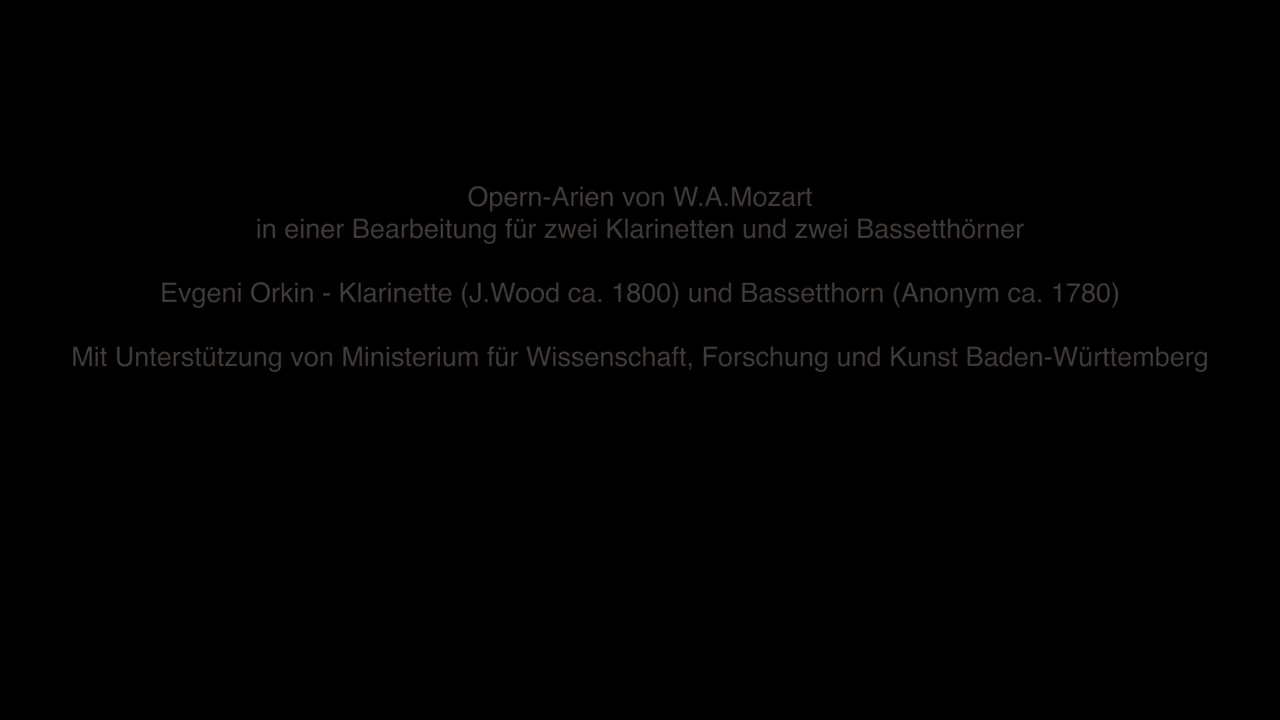 Opern-Arien von W.A.Mozart
in einer Bearbeitung für zwei Klarinetten und zwei Bassetthörner
Evgeni Orkin - Klarinette (J.Wood ca. 1800) und Bassetthorn (Anonym ca. 1780)
Mit Unterstützung von Ministerium für Wissenschaft, Forschung und Kunst Baden-Württemberg